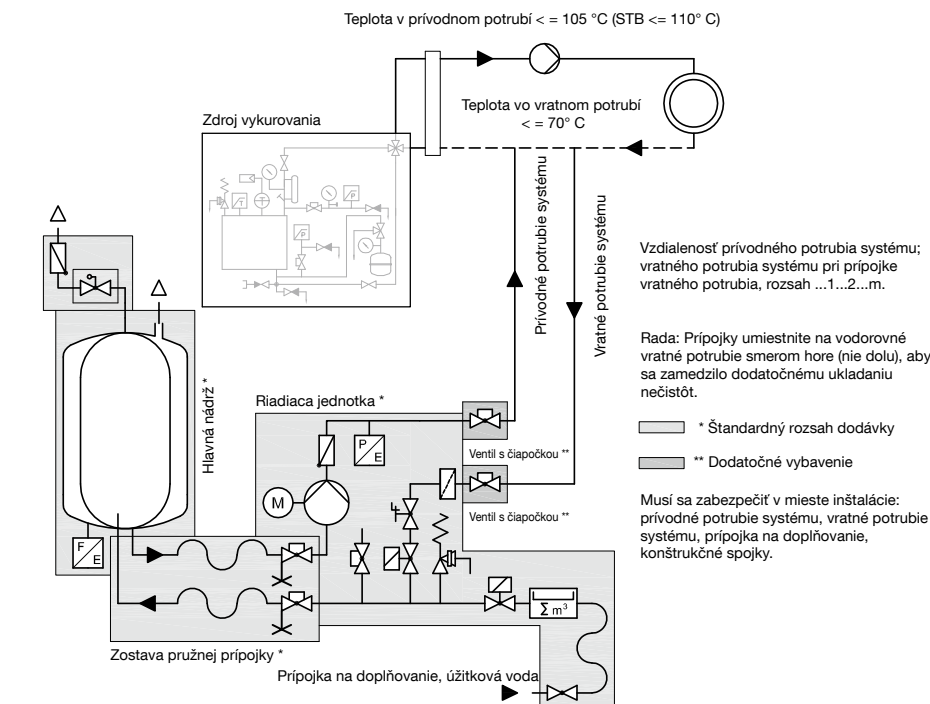 Teplota v prívodnom potrubí < = 105 °C (STB <= 110° C)
Teplota vo vratnom potrubí
< = 70° C
Zdroj vykurovania
Prívodné potrubie systému
Vratné potrubie systému
Vzdialenosť prívodného potrubia systému;
vratného potrubia systému pri prípojke
vratného potrubia, rozsah ...1...2...m.
Rada: Prípojky umiestnite na vodorovné
vratné potrubie smerom hore (nie dolu), aby
sa zamedzilo dodatočnému ukladaniu
nečistôt.
* Štandardný rozsah dodávky
** Dodatočné vybavenie
Musí sa zabezpečiť v mieste inštalácie:
prívodné potrubie systému, vratné potrubie
systému, prípojka na doplňovanie,
konštrukčné spojky.
Hlavná nádrž *
Riadiaca jednotka *
P
E
Ventil s čiapočkou **
M
Ventil s čiapočkou **
F
E
∑ m³
Zostava pružnej prípojky *
Prípojka na doplňovanie, úžitková voda